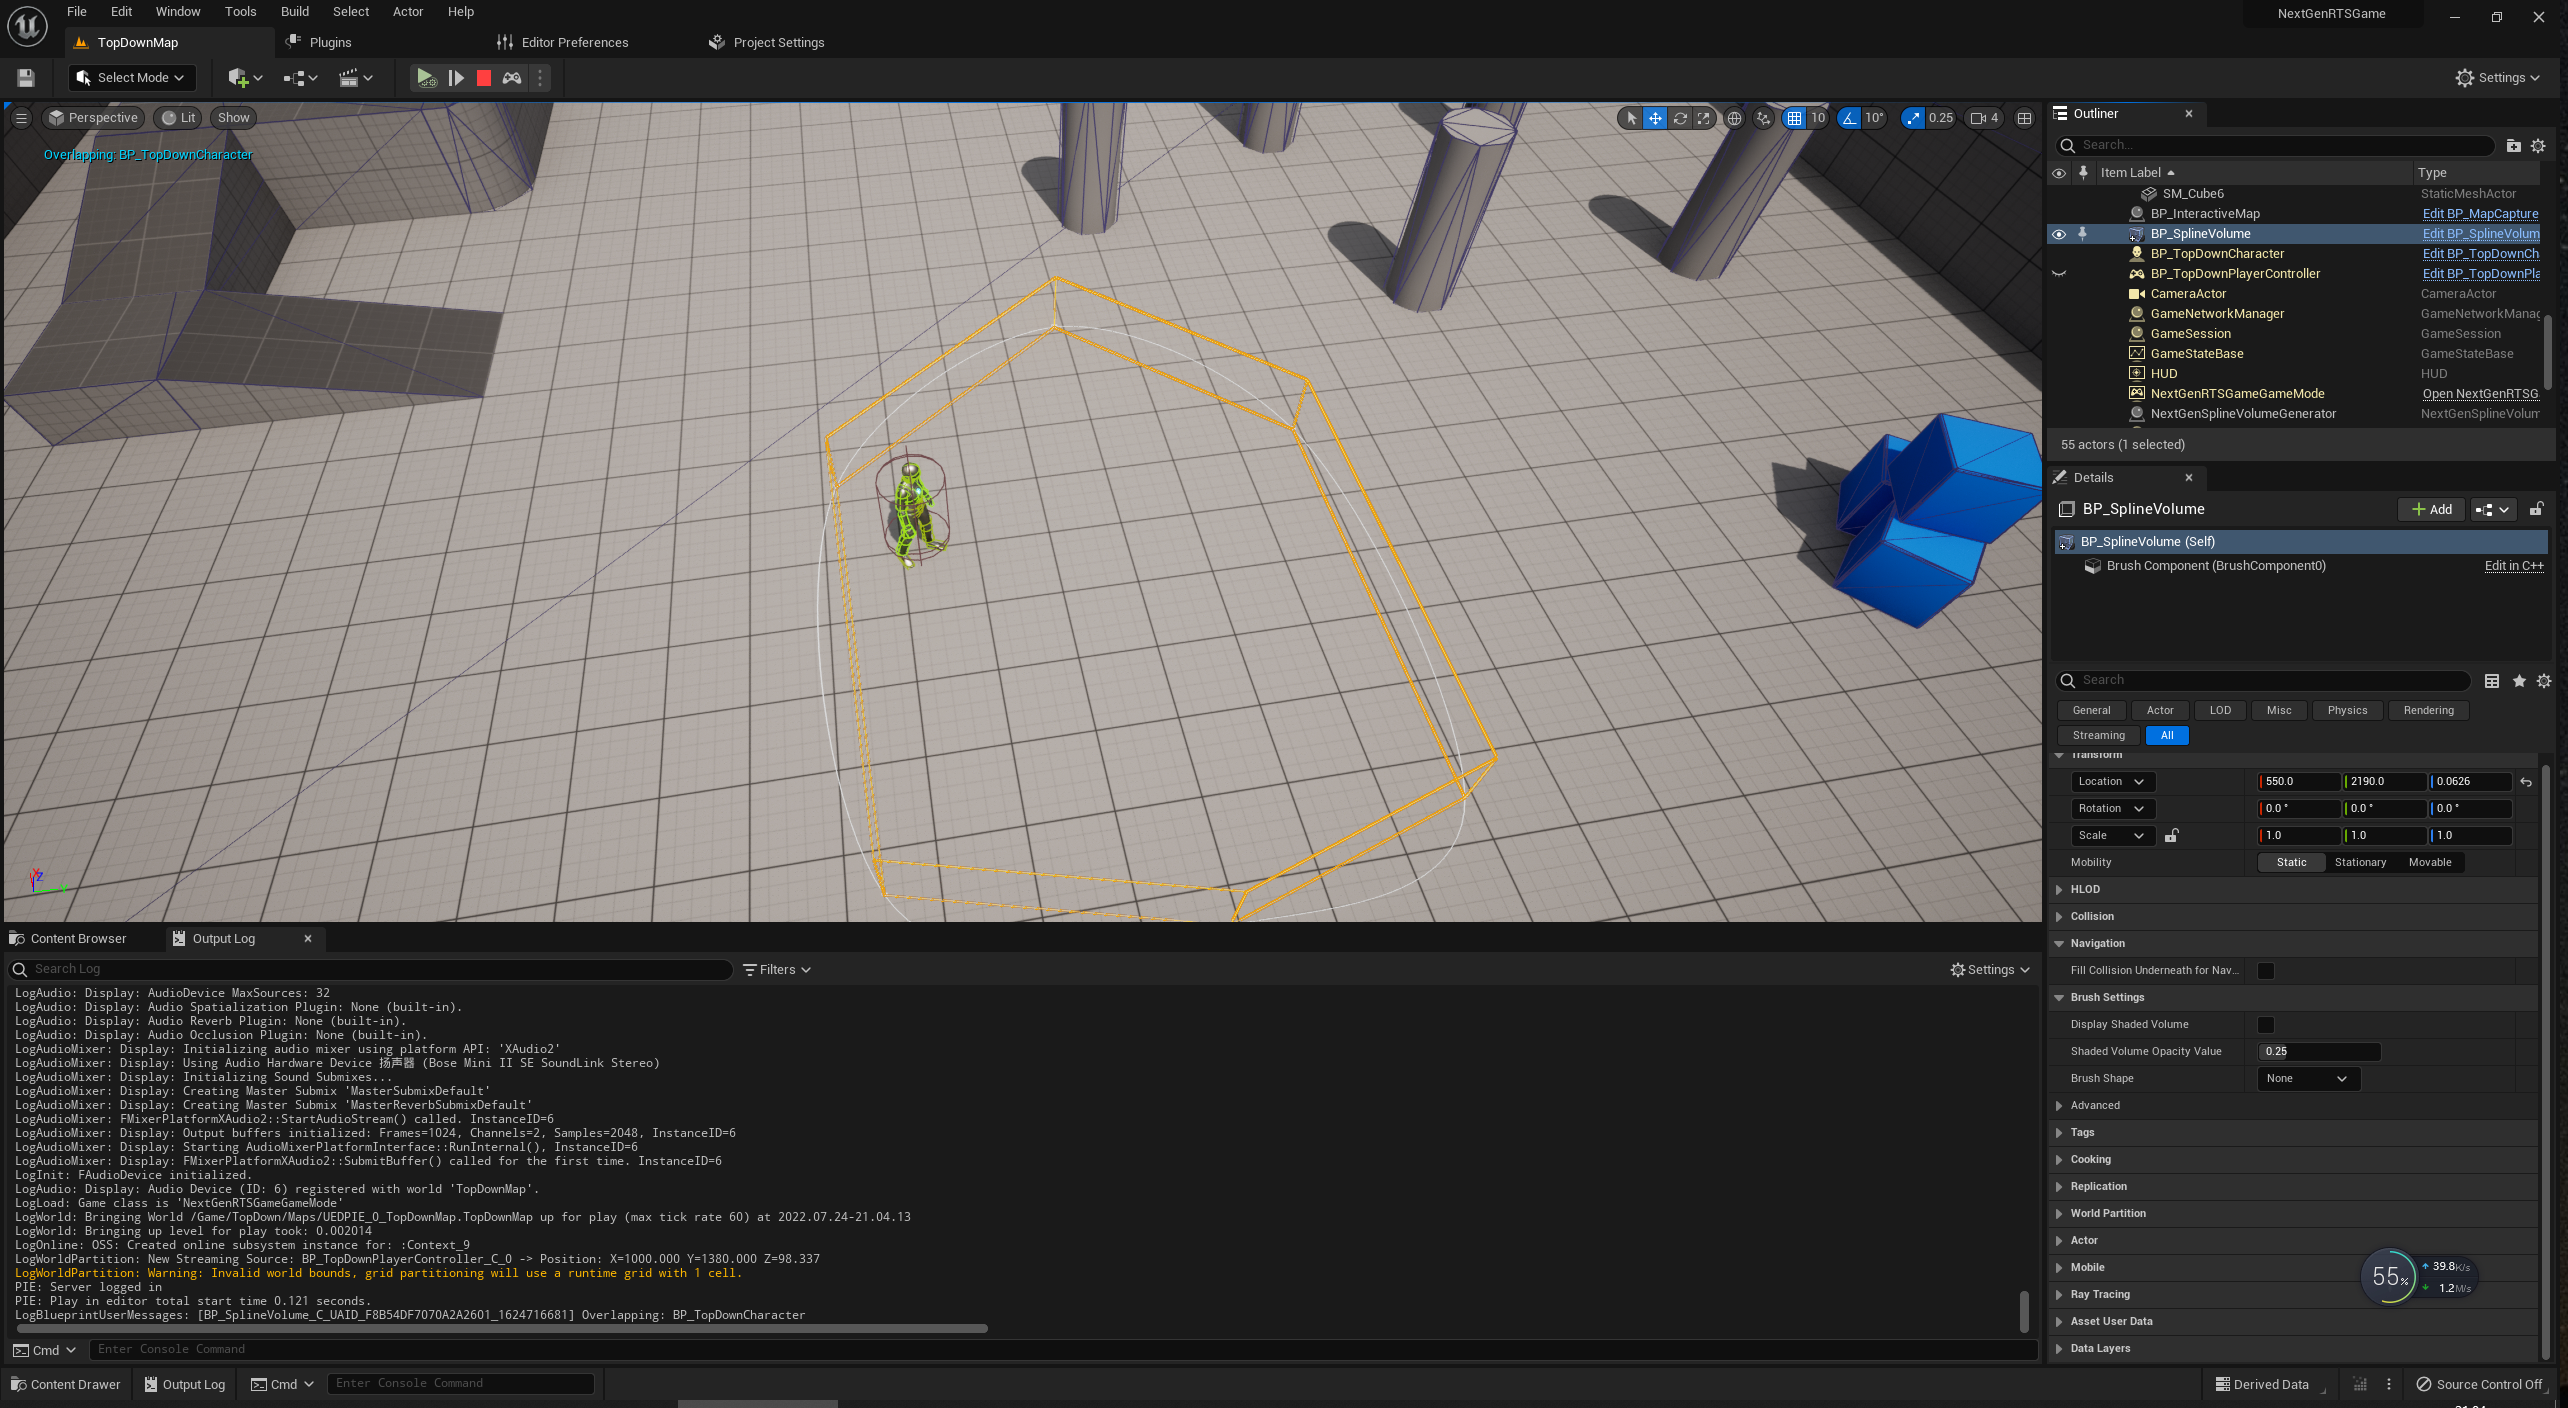 File Edit Window Tools Build Select Actor Help
NextGenRTSGame
TopDownMap Plugins Editor Preferences Project Settings
Select Mode Settings
Perspective Lit Show 10 10° 0.25 4
Overlapping: BP_TopDownCharacter
Outliner
Search...
Item Label Type
SM_Cube6 StaticMeshActor
BP_InteractiveMap Edit BP_MapCapture
BP_SplineVolume Edit BP_SplineVolum
BP_TopDownCharacter Edit BP_TopDownCh
BP_TopDownPlayerController Edit BP_TopDownPla
CameraActor CameraActor
GameNetworkManager GameNetworkManag
GameSession GameSession
GameStateBase GameStateBase
HUD HUD
NextGenRTSGameGameMode Open NextGenRTSG
NextGenSplineVolumeGenerator NextGenSplineVolum
55 actors (1 selected)
Details
BP_SplineVolume Add
BP_SplineVolume (Self)
Brush Component (BrushComponent0) Edit in C++
Search
General Actor LOD Misc Physics Rendering
Streaming All
Transform
Location 550.0 2190.0 0.0626
Rotation 0.0 ° 0.0 ° 0.0 °
Scale 1.0 1.0 1.0
Mobility Static Stationary Movable
HLOD
Collision
Navigation
Fill Collision Underneath for Nav...
Brush Settings
Display Shaded Volume
Shaded Volume Opacity Value 0.25
Brush Shape None
Advanced
Tags
Cooking
Replication
World Partition
Actor
Mobile
Ray Tracing
Asset User Data
Data Layers
55% 39.8K/s
1.2M/s
Content Browser Output Log
Search Log Filters Settings
LogAudio: Display: AudioDevice MaxSources: 32
LogAudio: Display: Audio Spatialization Plugin: None (built-in).
LogAudio: Display: Audio Reverb Plugin: None (built-in).
LogAudio: Display: Audio Occlusion Plugin: None (built-in).
LogAudioMixer: Display: Initializing audio mixer using platform API: 'XAudio2'
LogAudioMixer: Display: Using Audio Hardware Device 扬声器 (Bose Mini II SE SoundLink Stereo)
LogAudioMixer: Display: Initializing Sound Submixes...
LogAudioMixer: Display: Creating Master Submix 'MasterSubmixDefault'
LogAudioMixer: Display: Creating Master Submix 'MasterReverbSubmixDefault'
LogAudioMixer: FMixerPlatformXAudio2::StartAudioStream() called. InstanceID=6
LogAudioMixer: Display: Output buffers initialized: Frames=1024, Channels=2, Samples=2048, InstanceID=6
LogAudioMixer: Display: Starting AudioMixerPlatformInterface::RunInternal(), InstanceID=6
LogAudioMixer: Display: FMixerPlatformXAudio2::SubmitBuffer() called for the first time. InstanceID=6
LogInit: FAudioDevice initialized.
LogAudio: Display: Audio Device (ID: 6) registered with world 'TopDownMap'.
LogLoad: Game class is 'NextGenRTSGameGameMode'
LogWorld: Bringing World /Game/TopDown/Maps/UEDPIE_0_TopDownMap.TopDownMap up for play (max tick rate 60) at 2022.07.24-21.04.13
LogWorld: Bringing up level for play took: 0.002014
LogOnline: OSS: Created online subsystem instance for: :Context_9
LogWorldPartition: New Streaming Source: BP_TopDownPlayerController_C_0 -> Position: X=1000.000 Y=1380.000 Z=98.337
LogWorldPartition: Warning: Invalid world bounds, grid partitioning will use a runtime grid with 1 cell.
PIE: Server logged in
PIE: Play in editor total start time 0.121 seconds.
LogBlueprintUserMessages: [BP_SplineVolume_C_UAID_F8B54DF7070A2A2601_1624716681] Overlapping: BP_TopDownCharacter
Cmd Enter Console Command
Content Drawer Output Log Cmd Enter Console Command Derived Data Source Control Off